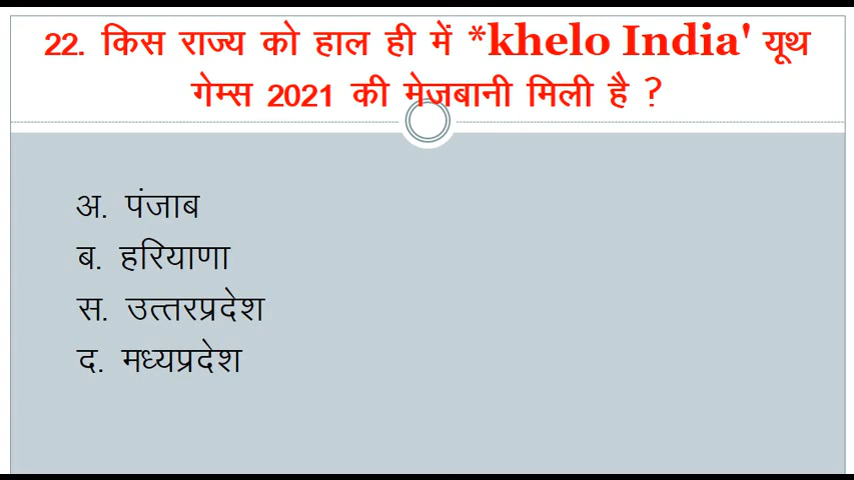 22. किस राज्य को हाल ही में *khelo India' यूथ
गेम्स 2021 की मेजबानी मिली है ?
अ. पंजाब
ब. हरियाणा
स. उत्तरप्रदेश
द. मध्यप्रदेश